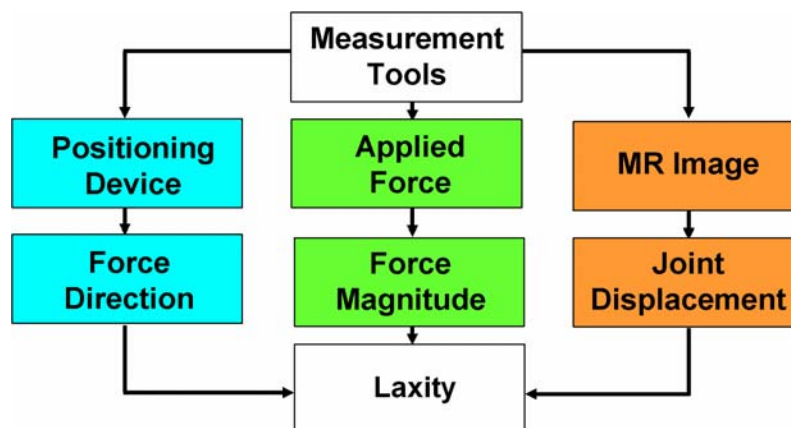 Measurement
Tools
Positioning
Device
Applied
Force
MR Image
Force
Direction
Force
Magnitude
Joint
Displacement
Laxity